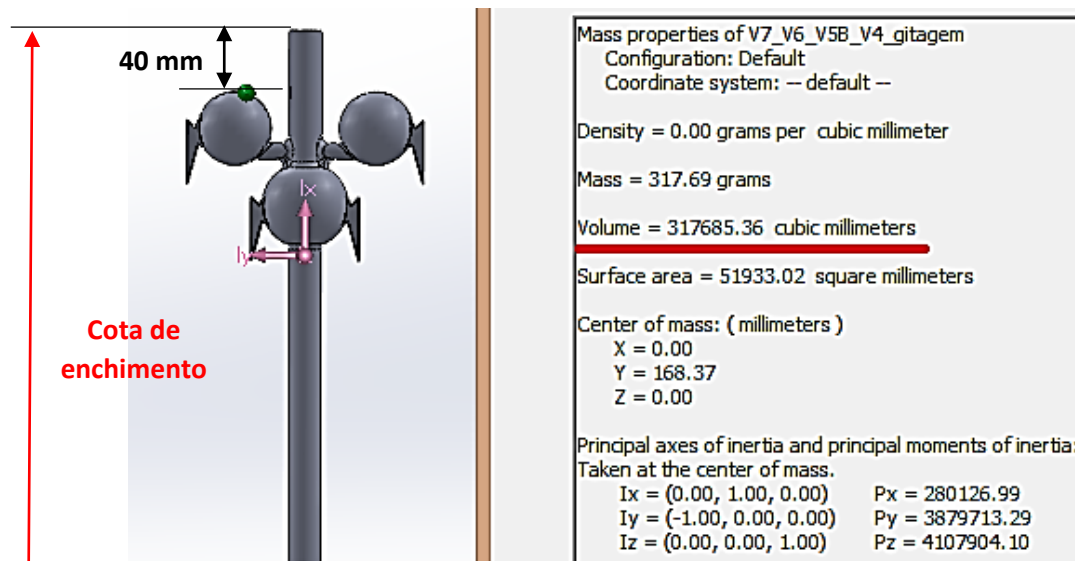 40 mm
Ix
Iy
Cota de
enchimento
Mass properties of V7_V6_V5B_V4_gitagem
Configuration: Default
Coordinate system: -- default --
Density = 0.00 grams per cubic millimeter
Mass = 317.69 grams
Volume = 317685.36 cubic millimeters
Surface area = 51933.02 square millimeters
Center of mass: ( millimeters )
X = 0.00
Y = 168.37
Z = 0.00
Principal axes of inertia and principal moments of inertia:
Taken at the center of mass.
Ix = (0.00, 1.00, 0.00) Px = 280126.99
Iy = (-1.00, 0.00, 0.00) Py = 3879713.29
Iz = (0.00, 0.00, 1.00) Pz = 4107904.10